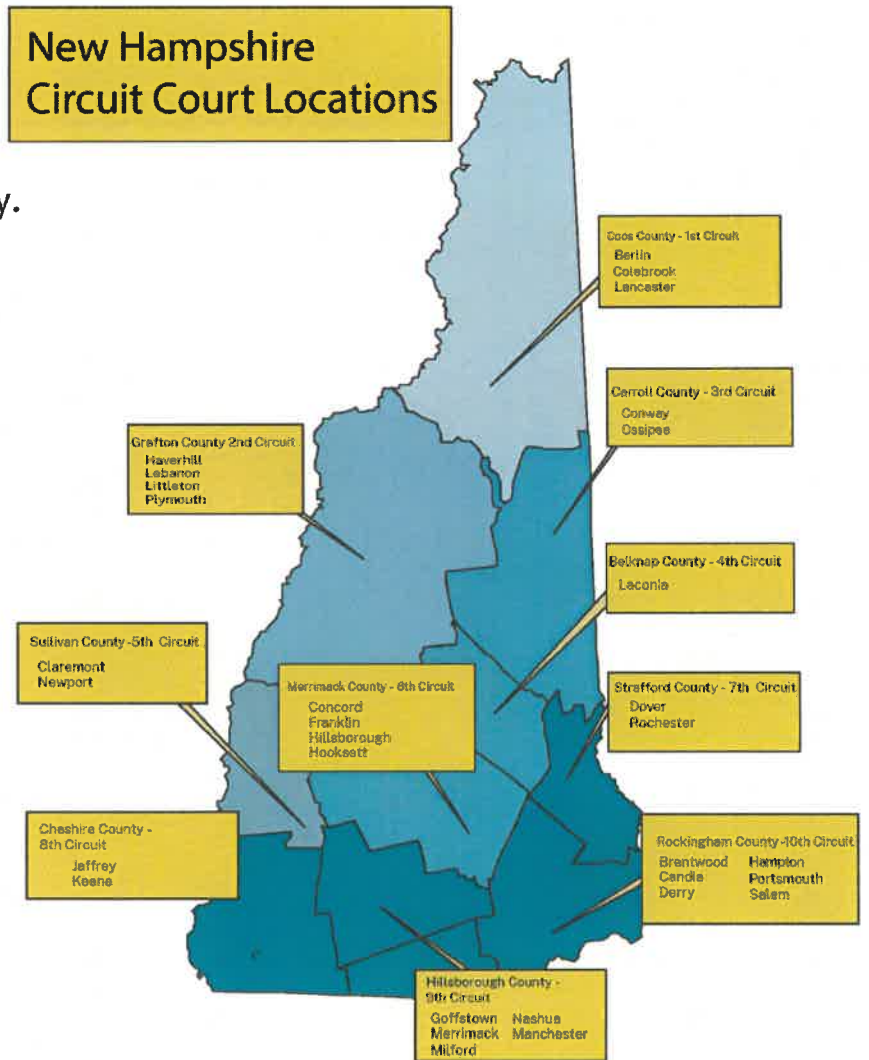 New Hampshire
Circuit Court Locations
y.
Coos County - 1st Circuit
Berlin
Colebrook
Lancaster
Carroll County - 3rd Circuit
Conway
Ossipee
Grafton County 2nd Circuit
Haverhill
Lebanon
Littleton
Plymouth
Belknap County - 4th Circuit
Laconia
Sullivan County -5th Circuit
Claremont
Newport
Merrimack County - 6th Circuit
Concord
Franklin
Hillsborough
Hooksett
Strafford County - 7th Circuit
Dover
Rochester
Cheshire County -
8th Circuit
Jaffrey
Keene
Rockingham County -10th Circuit
Brentwood Hampton
Candia Portsmouth
Derry Salem
Hillsborough County -
9th Circuit
Goffstown Nashua
Merrimack Manchester
Milford